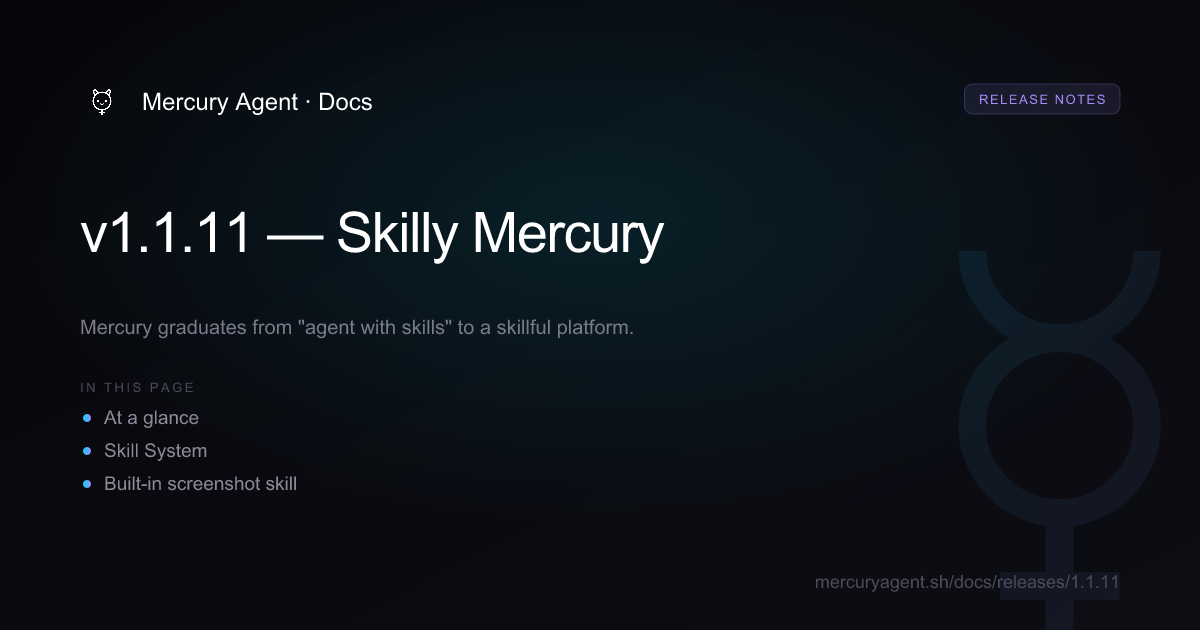 Mercury Agent · Docs
RELEASE NOTES
v1.1.11 — Skilly Mercury
Mercury graduates from "agent with skills" to a skillful platform.
IN THIS PAGE
At a glance
Skill System
Built-in screenshot skill
mercuryagent.sh/docs/releases/1.1.11